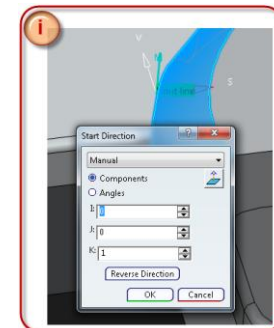 i
V
S
Start Direction
Manual
Components
Angles
I: 0
J: 0
K: 1
Reverse Direction
OK
Cancel